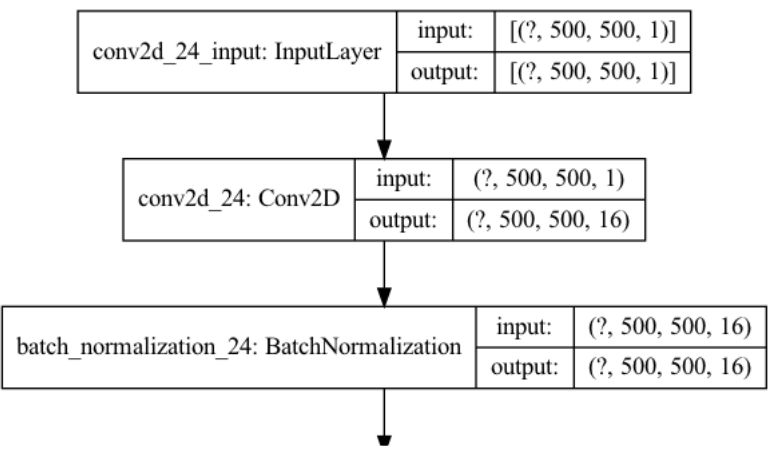 conv2d_24_input: InputLayer
input: [(?, 500, 500, 1)]
output: [(?, 500, 500, 1)]
conv2d_24: Conv2D
input: (?, 500, 500, 1)
output: (?, 500, 500, 16)
batch_normalization_24: BatchNormalization
input: (?, 500, 500, 16)
output: (?, 500, 500, 16)